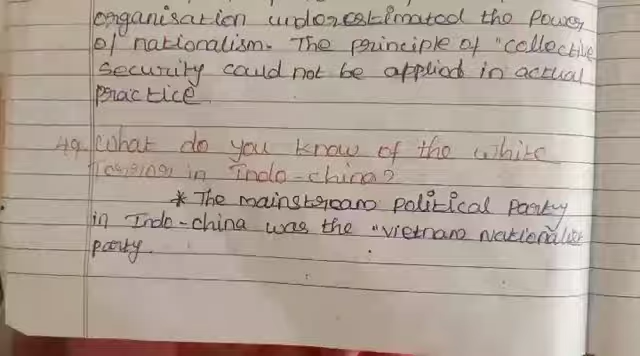 organisation underestimated the power
of nationalism. The principle of "collective
security could not be applied in actual
practice
49. What do you know of the white
Terror in Indo-china?
* The mainstream political party
in Indo-china was the "Vietnam Nationalist
party.